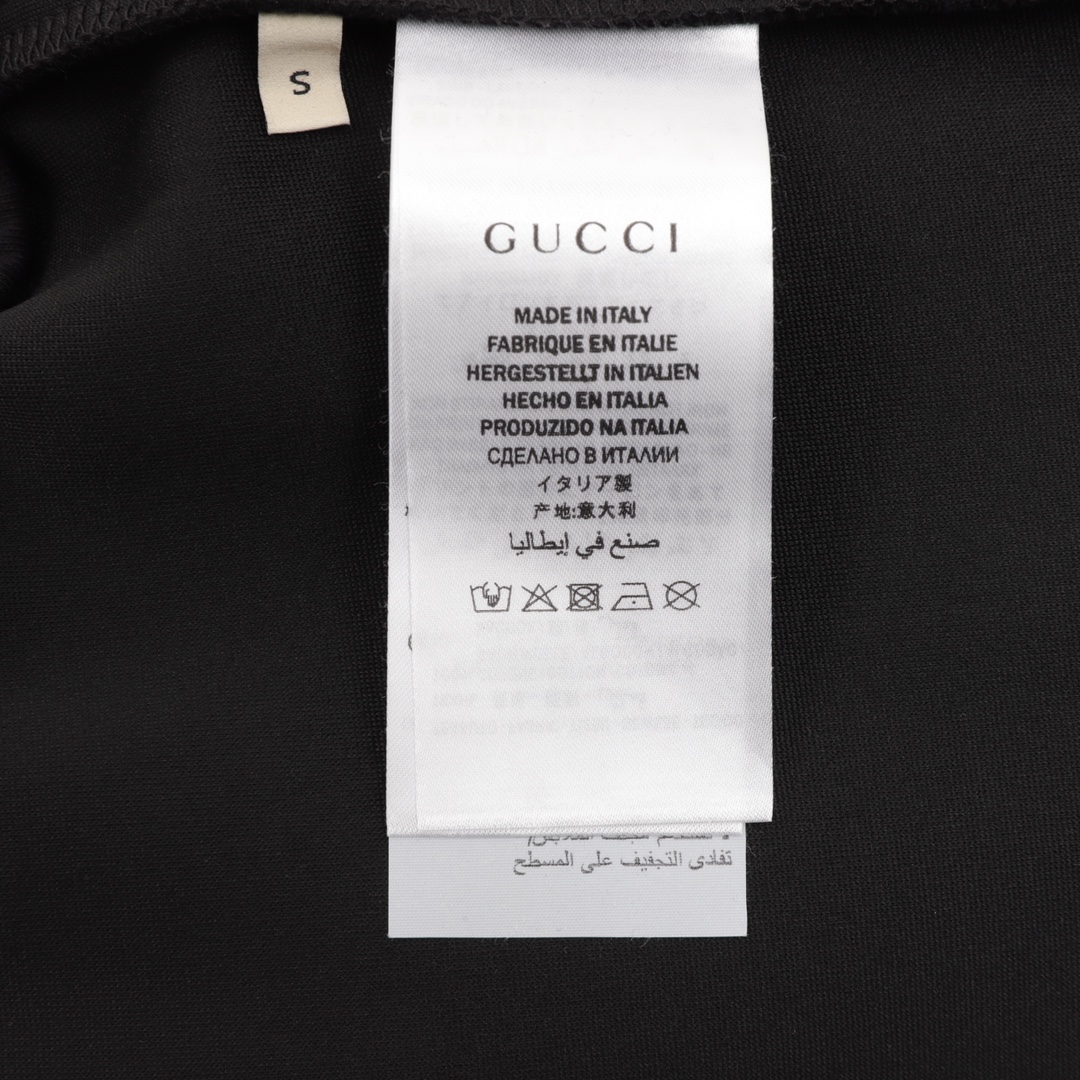 S
GUCCI
MADE IN ITALY
FABRIQUE EN ITALIE
HERGESTELLT IN ITALIEN
HECHO EN ITALIA
PRODUZIDO NA ITALIA
СДЕЛАНО В ИТАЛИИ
イタリア製
产地:意大利
صنع في إيطاليا
تفادى التجفيف على المسطح